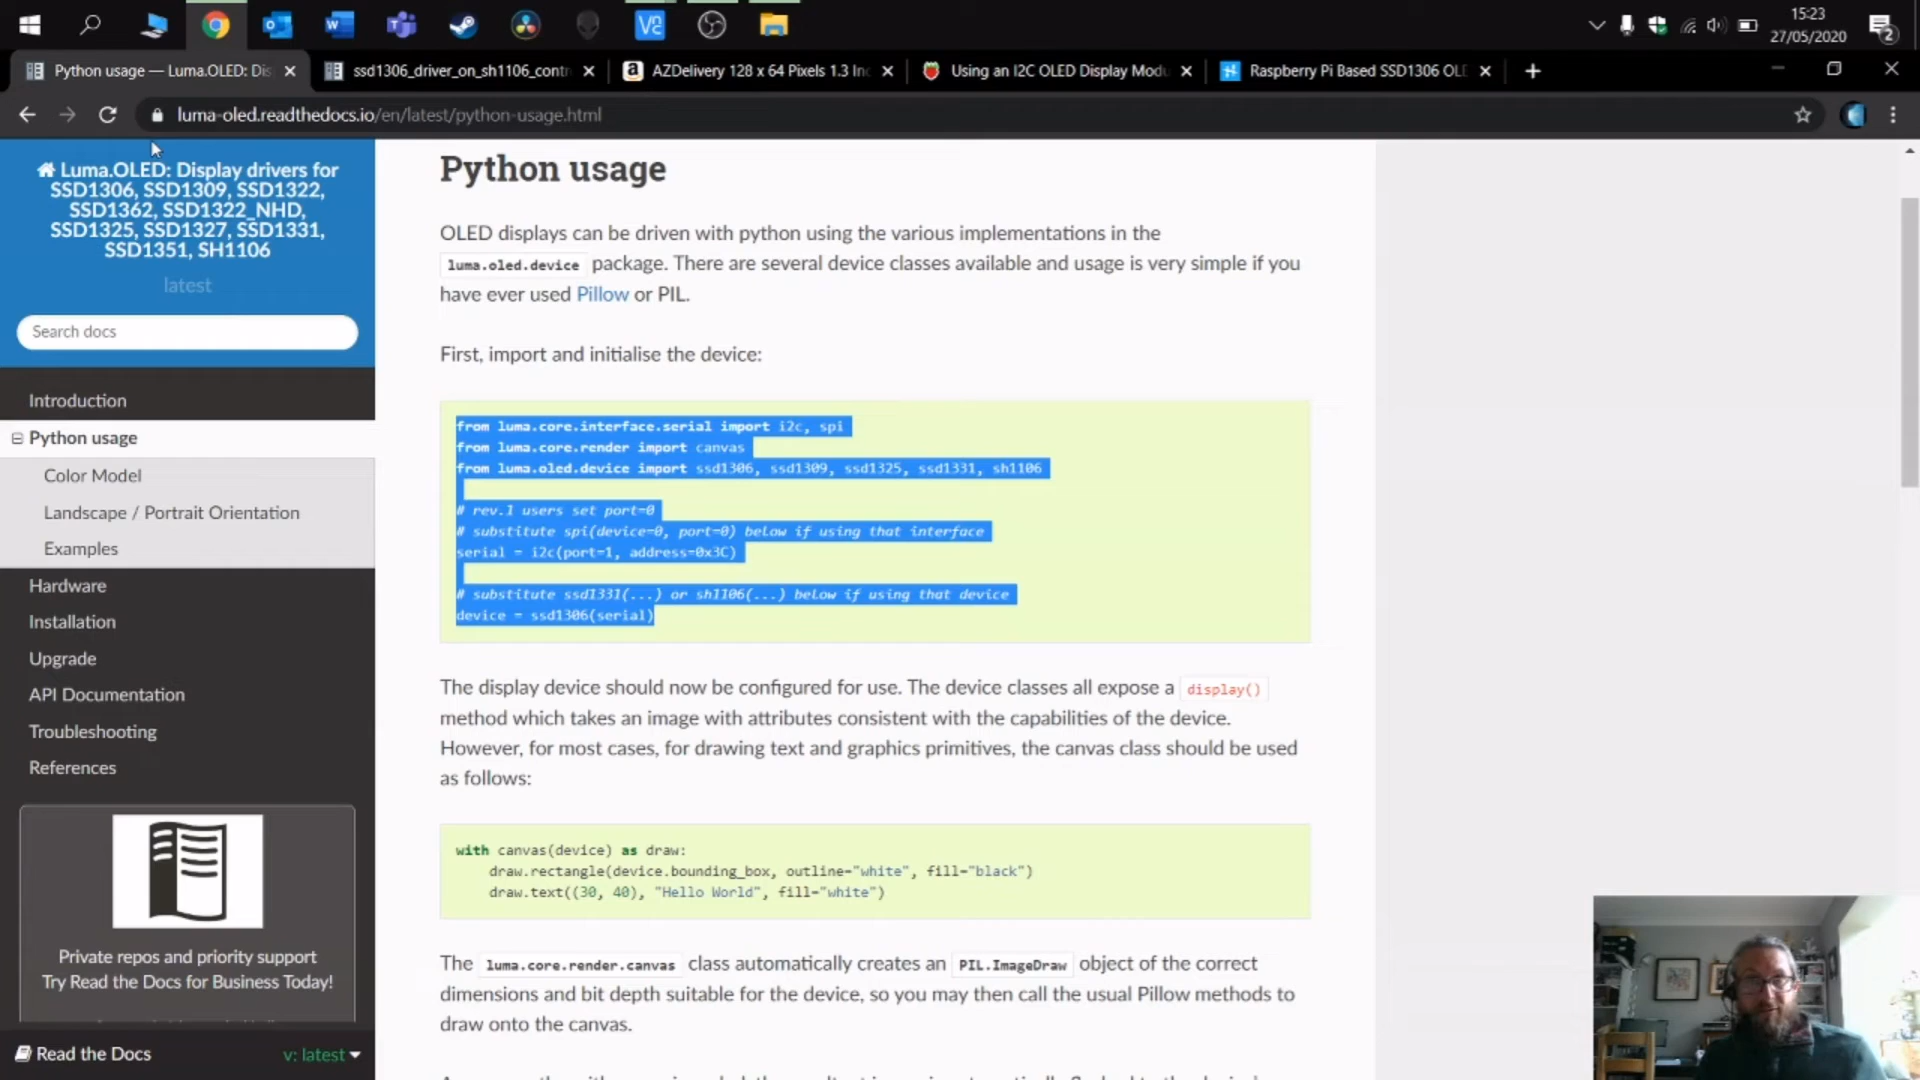 15:23
27/05/2020
2
Python usage — Luma.OLED: Dis
ssd1306_driver_on_sh1106_contr
AZDelivery 128 x 64 Pixels 1.3 Inc
Using an I2C OLED Display Modu
Raspberry Pi Based SSD1306 OLE
luma-oled.readthedocs.io/en/latest/python-usage.html
Luma.OLED: Display drivers for
SSD1306, SSD1309, SSD1322,
SSD1362, SSD1322_NHD,
SSD1325, SSD1327, SSD1331,
SSD1351, SH1106
latest
Search docs
Introduction
Python usage
Color Model
Landscape / Portrait Orientation
Examples
Hardware
Installation
Upgrade
API Documentation
Troubleshooting
References
Private repos and priority support
Try Read the Docs for Business Today!
Read the Docs
v: latest
Python usage
OLED displays can be driven with python using the various implementations in the
luma.oled.device package. There are several device classes available and usage is very simple if you
have ever used Pillow or PIL.
First, import and initialise the device:
from luma.core.interface.serial import i2c, spi
from luma.core.render import canvas
from luma.oled.device import ssd1306, ssd1309, ssd1325, ssd1331, sh1106
# rev.1 users set port=0
# substitute spi(device=0, port=0) below if using that interface
serial = i2c(port=1, address=0x3C)
# substitute ssd1331(...) or sh1106(...) below if using that device
device = ssd1306(serial)
The display device should now be configured for use. The device classes all expose a display()
method which takes an image with attributes consistent with the capabilities of the device.
However, for most cases, for drawing text and graphics primitives, the canvas class should be used
as follows:
with canvas(device) as draw:
draw.rectangle(device.bounding_box, outline="white", fill="black")
draw.text((30, 40), "Hello World", fill="white")
The luma.core.render.canvas class automatically creates an PIL.ImageDraw object of the correct
dimensions and bit depth suitable for the device, so you may then call the usual Pillow methods to
draw onto the canvas.